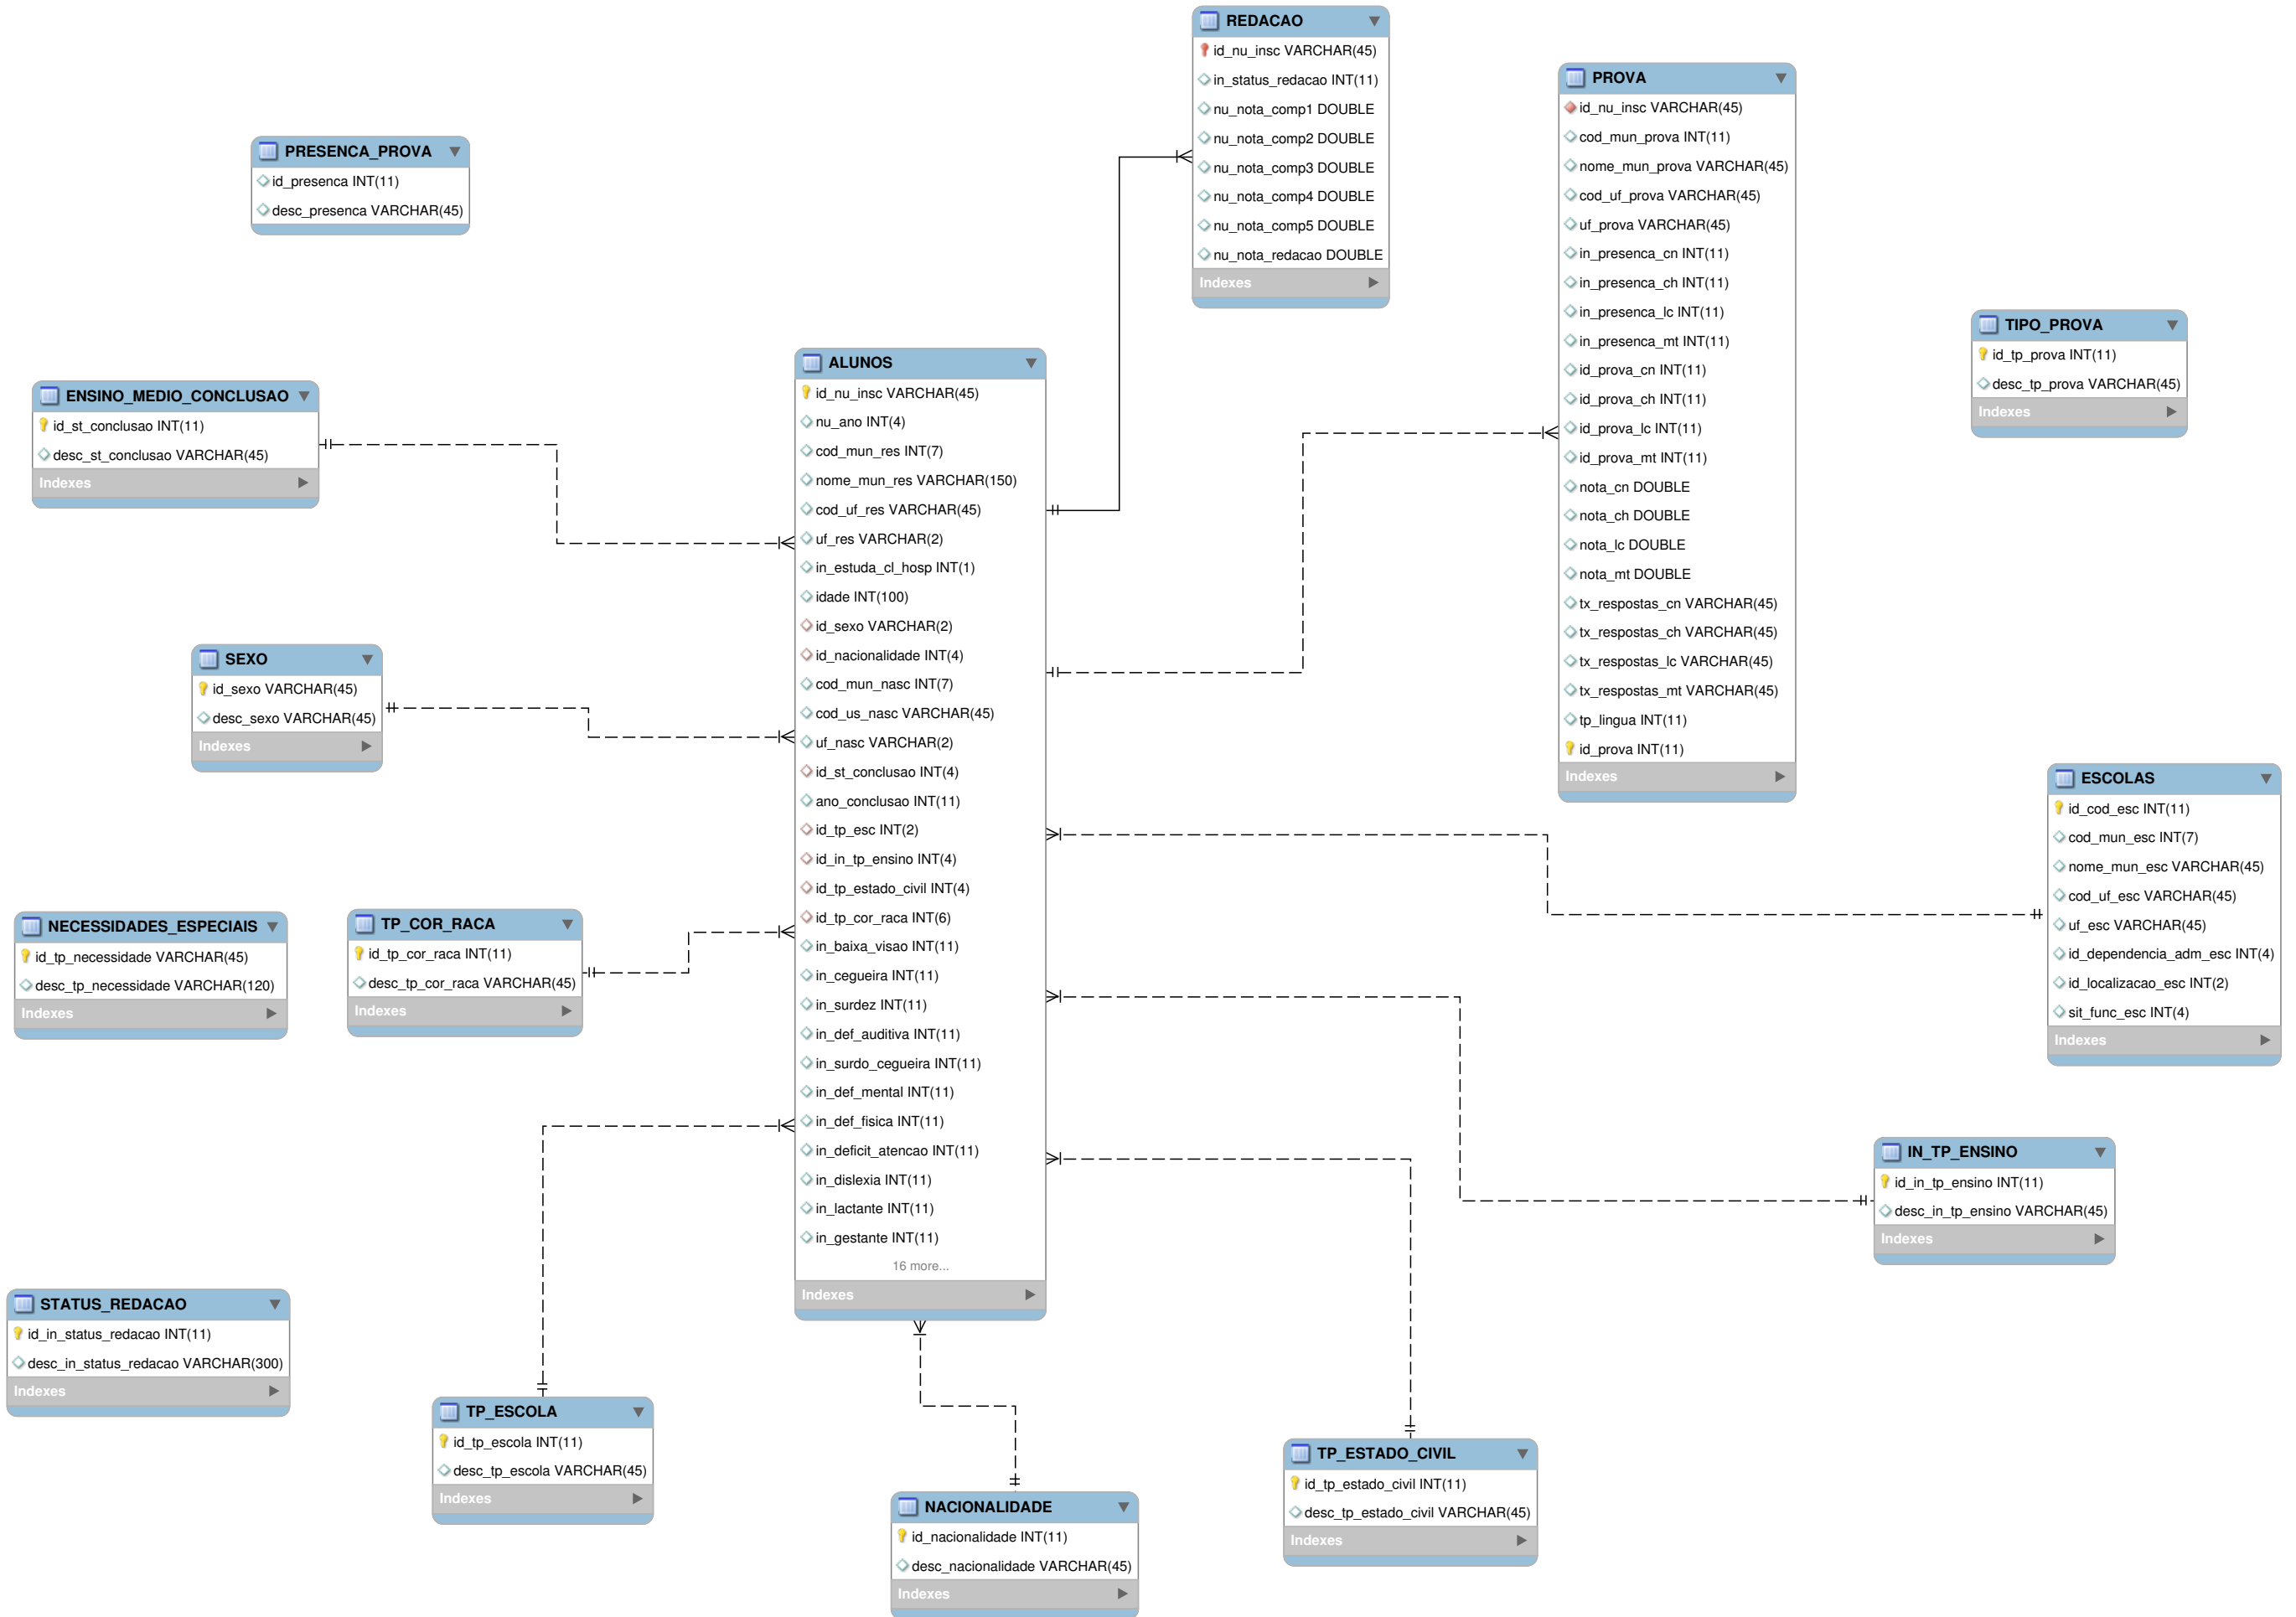 REDACAO
id_nu_insc VARCHAR(45)
in_status_redacao INT(11)
nu_nota_comp1 DOUBLE
nu_nota_comp2 DOUBLE
nu_nota_comp3 DOUBLE
nu_nota_comp4 DOUBLE
nu_nota_comp5 DOUBLE
nu_nota_redacao DOUBLE
Indexes
PROVA
id_nu_insc VARCHAR(45)
cod_mun_prova INT(11)
nome_mun_prova VARCHAR(45)
cod_uf_prova VARCHAR(45)
uf_prova VARCHAR(45)
in_presenca_cn INT(11)
in_presenca_ch INT(11)
in_presenca_lc INT(11)
in_presenca_mt INT(11)
id_prova_cn INT(11)
id_prova_ch INT(11)
id_prova_lc INT(11)
id_prova_mt INT(11)
nota_cn DOUBLE
nota_ch DOUBLE
nota_lc DOUBLE
nota_mt DOUBLE
tx_respostas_cn VARCHAR(45)
tx_respostas_ch VARCHAR(45)
tx_respostas_lc VARCHAR(45)
tx_respostas_mt VARCHAR(45)
tp_lingua INT(11)
id_prova INT(11)
Indexes
PRESENCA_PROVA
id_presenca INT(11)
desc_presenca VARCHAR(45)
TIPO_PROVA
id_tp_prova INT(11)
desc_tp_prova VARCHAR(45)
Indexes
ALUNOS
id_nu_insc VARCHAR(45)
nu_ano INT(4)
cod_mun_res INT(7)
nome_mun_res VARCHAR(150)
cod_uf_res VARCHAR(45)
uf_res VARCHAR(2)
in_estuda_cl_hosp INT(1)
idade INT(100)
id_sexo VARCHAR(2)
id_nacionalidade INT(4)
cod_mun_nasc INT(7)
cod_us_nasc VARCHAR(45)
uf_nasc VARCHAR(2)
id_st_conclusao INT(4)
ano_conclusao INT(11)
id_tp_esc INT(2)
id_in_tp_ensino INT(4)
id_tp_estado_civil INT(4)
id_tp_cor_raca INT(6)
in_baixa_visao INT(11)
in_cegueira INT(11)
in_surdez INT(11)
in_def_auditiva INT(11)
in_surdo_cegueira INT(11)
in_def_mental INT(11)
in_def_fisica INT(11)
in_deficit_atencao INT(11)
in_dislexia INT(11)
in_lactante INT(11)
in_gestante INT(11)
16 more...
Indexes
ENSINO_MEDIO_CONCLUSAO
id_st_conclusao INT(11)
desc_st_conclusao VARCHAR(45)
Indexes
SEXO
id_sexo VARCHAR(45)
desc_sexo VARCHAR(45)
Indexes
ESCOLAS
id_cod_esc INT(11)
cod_mun_esc INT(7)
nome_mun_esc VARCHAR(45)
cod_uf_esc VARCHAR(45)
uf_esc VARCHAR(45)
id_dependencia_adm_esc INT(4)
id_localizacao_esc INT(2)
sit_func_esc INT(4)
Indexes
NECESSIDADES_ESPECIAIS
id_tp_necessidade VARCHAR(45)
desc_tp_necessidade VARCHAR(120)
Indexes
TP_COR_RACA
id_tp_cor_raca INT(11)
desc_tp_cor_raca VARCHAR(45)
Indexes
IN_TP_ENSINO
id_in_tp_ensino INT(11)
desc_in_tp_ensino VARCHAR(45)
Indexes
STATUS_REDACAO
id_in_status_redacao INT(11)
desc_in_status_redacao VARCHAR(300)
Indexes
TP_ESCOLA
id_tp_escola INT(11)
desc_tp_escola VARCHAR(45)
Indexes
NACIONALIDADE
id_nacionalidade INT(11)
desc_nacionalidade VARCHAR(45)
Indexes
TP_ESTADO_CIVIL
id_tp_estado_civil INT(11)
desc_tp_estado_civil VARCHAR(45)
Indexes